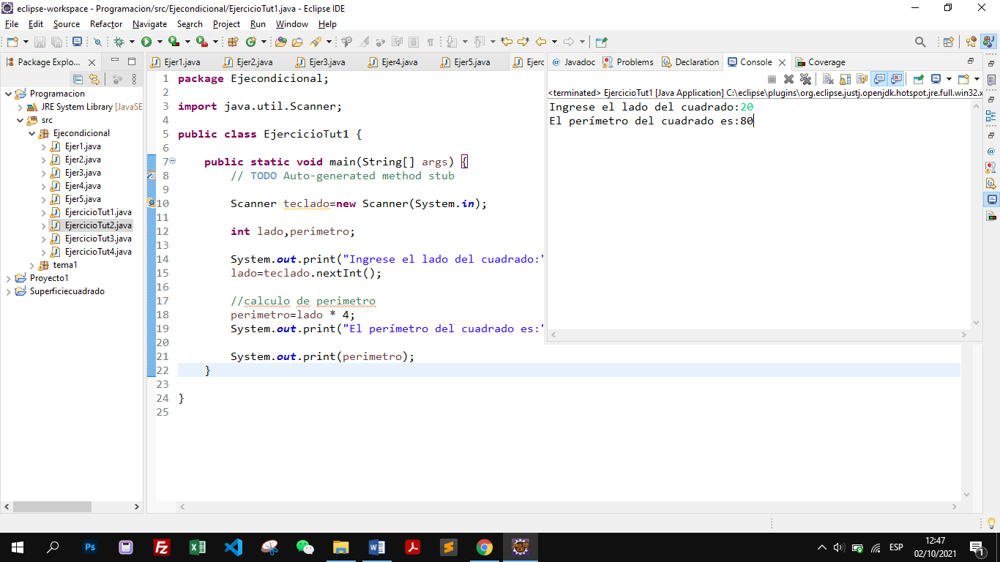 eclipse-workspace - Programacion/src/Ejecondicional/EjercicioTut1.java - Eclipse IDE
File Edit Source Refactor Navigate Search Project Run Window Help
Package Explo...
Programacion
JRE System Library [JavaSE
src
Ejecondicional
Ejer1.java
Ejer2.java
Ejer3.java
Ejer4.java
Ejer5.java
EjercicioTut1.java
EjercicioTut2.java
EjercicioTut3.java
EjercicioTut4.java
tema1
Proyecto1
Superficiecuadrado
Ejer1.java Ejer2.java Ejer3.java Ejer4.java Ejer5.java Ejerc
1 package Ejecondicional;
2
3 import java.util.Scanner;
4
5 public class EjercicioTut1 {
6
7 public static void main(String[] args) {
8 // TODO Auto-generated method stub
9
10 Scanner teclado=new Scanner(System.in);
11
12 int lado,perimetro;
13
14 System.out.print("Ingrese el lado del cuadrado:"
15 lado=teclado.nextInt();
16
17 //calculo de perimetro
18 perimetro=lado * 4;
19 System.out.print("El perímetro del cuadrado es:"
20
21 System.out.print(perimetro);
22 }
23
24 }
25
@ Javadoc Problems Declaration Console Coverage
<terminated> EjercicioTut1 [Java Application] C:\eclipse\plugins\org.eclipse.justj.openjdk.hotspot.jre.full.win32.x
Ingrese el lado del cuadrado:20
El perímetro del cuadrado es:80
Ps
ESP
12:47
02/10/2021
1